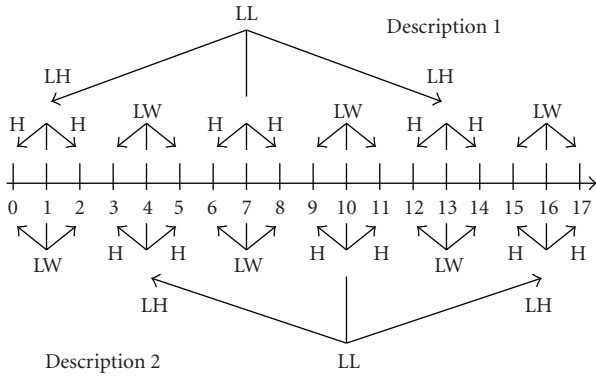 LL
Description 1
LH LH
H H LW H H LW H H LW
0 1 2 3 4 5 6 7 8 9 10 11 12 13 14 15 16 17
LW H H LW H H LW H H
LH LH
Description 2 LL